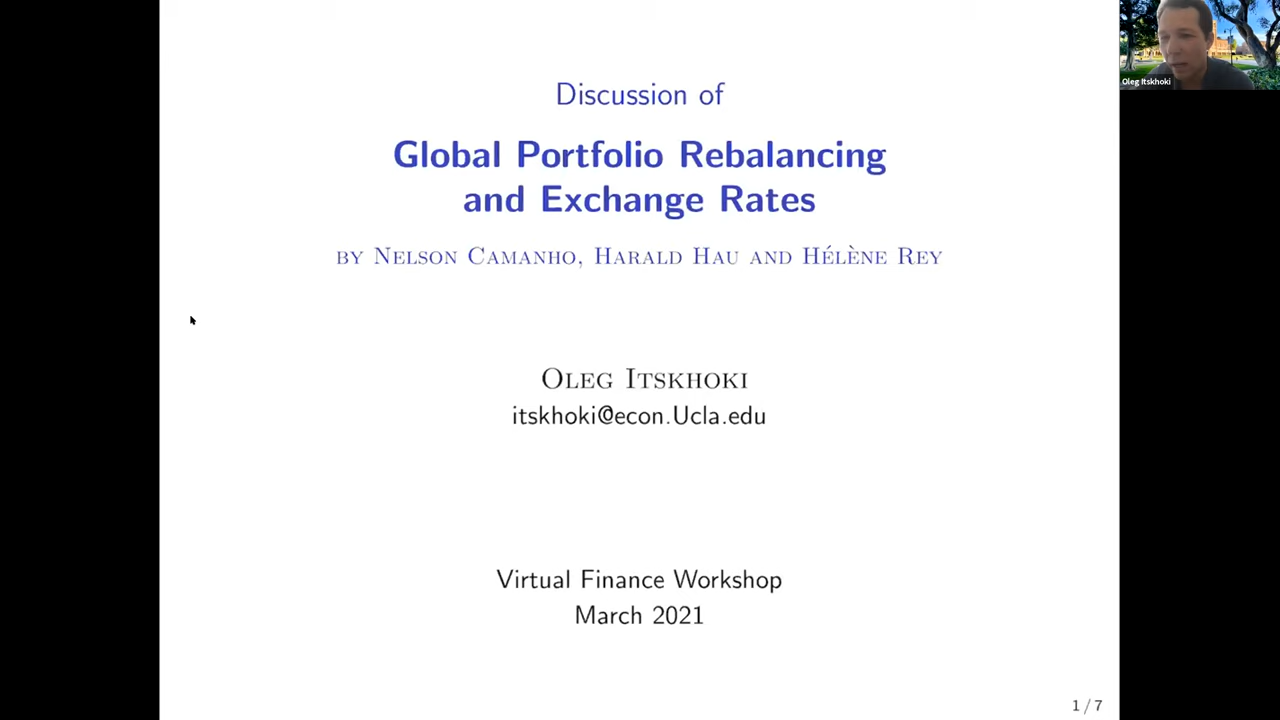 Discussion of
Global Portfolio Rebalancing
and Exchange Rates
BY NELSON CAMANHO, HARALD HAU AND HÉLÈNE REY
OLEG ITSKHOKI
itskhoki@econ.Ucla.edu
Virtual Finance Workshop
March 2021
1 / 7
Oleg Itskhoki